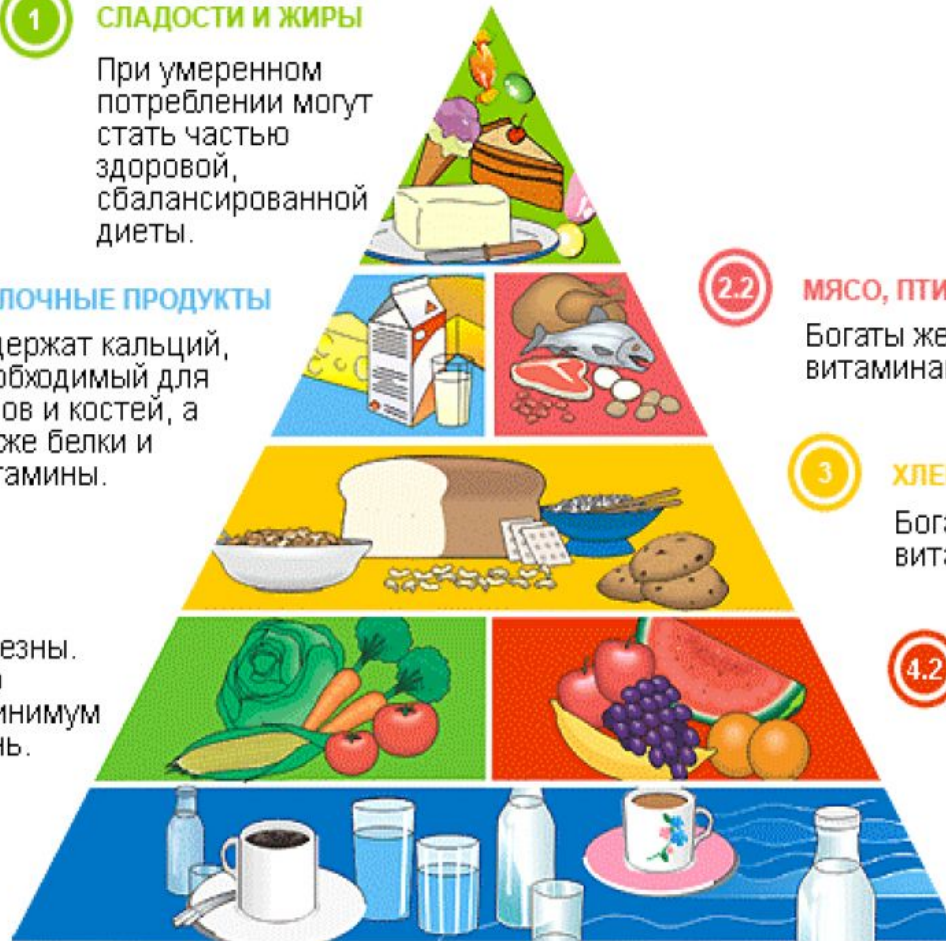 1
СЛАДОСТИ И ЖИРЫ
При умеренном
потреблении могут
стать частью
здоровой,
сбалансированной
диеты.
ЛОЧНЫЕ ПРОДУКТЫ
держат кальций,
обходимый для
ов и костей, а
же белки и
тамины.
2.2
МЯСО, ПТИ
Богаты же
витамина
3
ХЛЕ
Бога
вита
езны.
инимум
нь.
4.2